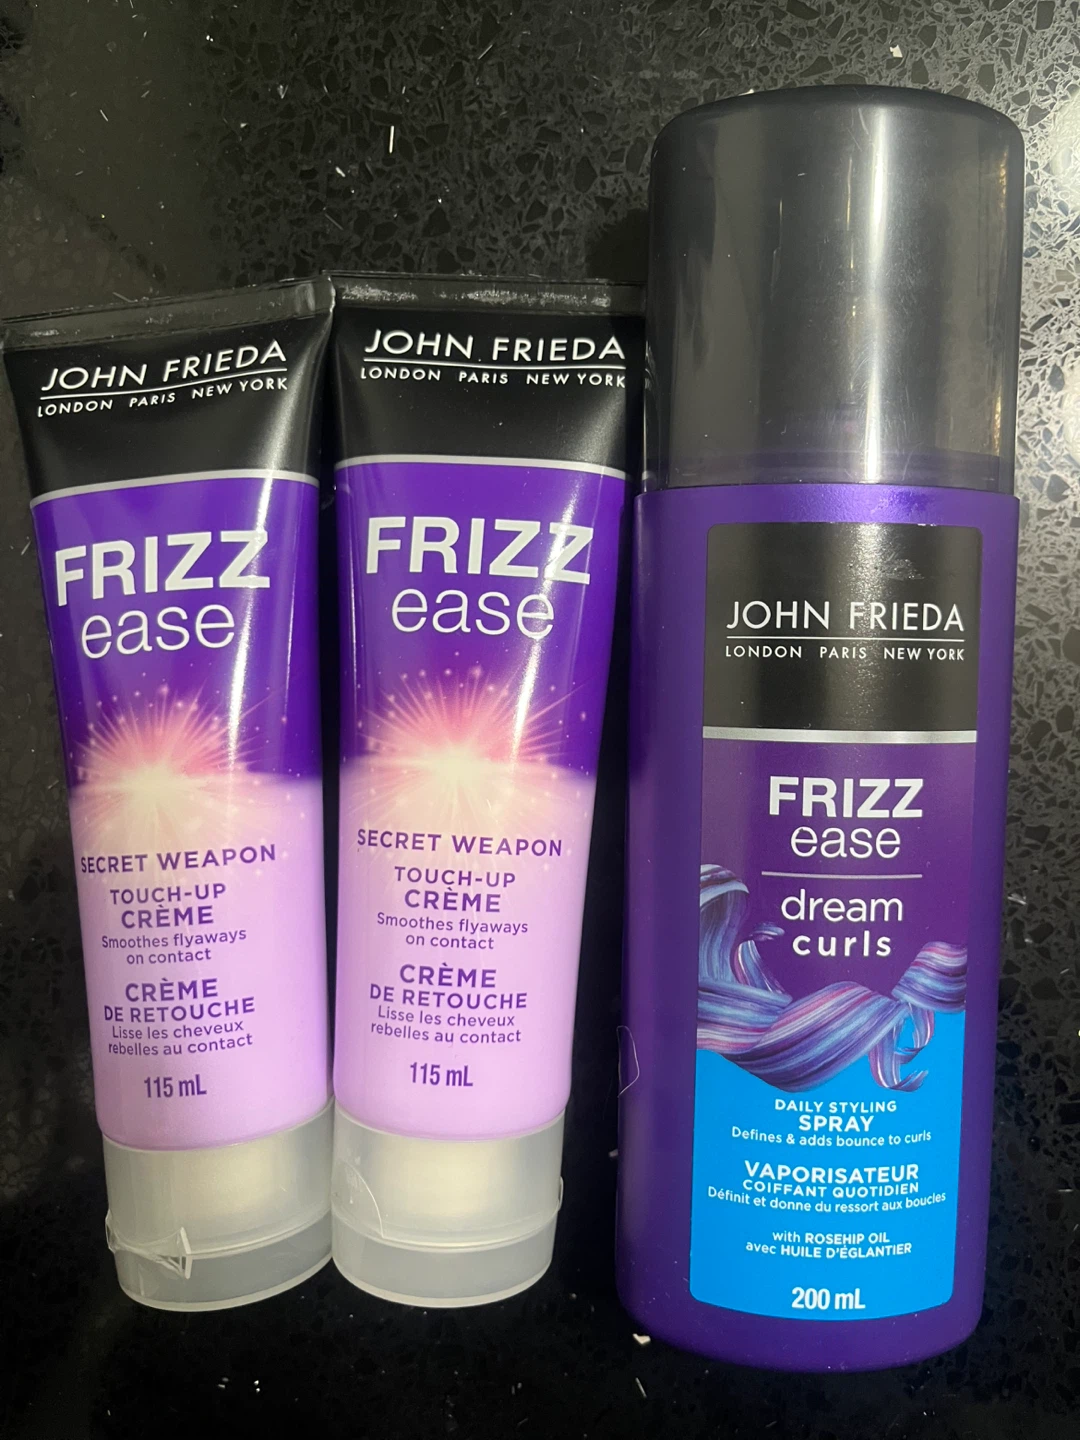 JOHN FRIEDA
LONDON PARIS NEW YORK
FRIZZ
ease
SECRET WEAPON
TOUCH-UP
CRÈME
Smoothes flyaways
on contact
CRÈME
DE RETOUCHE
Lisse les cheveux
rebelles au contact
115 mL
JOHN FRIEDA
LONDON PARIS NEW YORK
FRIZZ
ease
SECRET WEAPON
TOUCH-UP
CRÈME
Smoothes flyaways
on contact
CRÈME
DE RETOUCHE
Lisse les cheveux
rebelles au contact
115 mL
JOHN FRIEDA
LONDON PARIS NEW YORK
FRIZZ
ease
dream
curls
DAILY STYLING
SPRAY
Defines & adds bounce to curls
VAPORISATEUR
COIFFANT QUOTIDIEN
Définit et donne du ressort aux boucles
with ROSEHIP OIL
avec HUILE D'ÉGLANTIER
200 mL